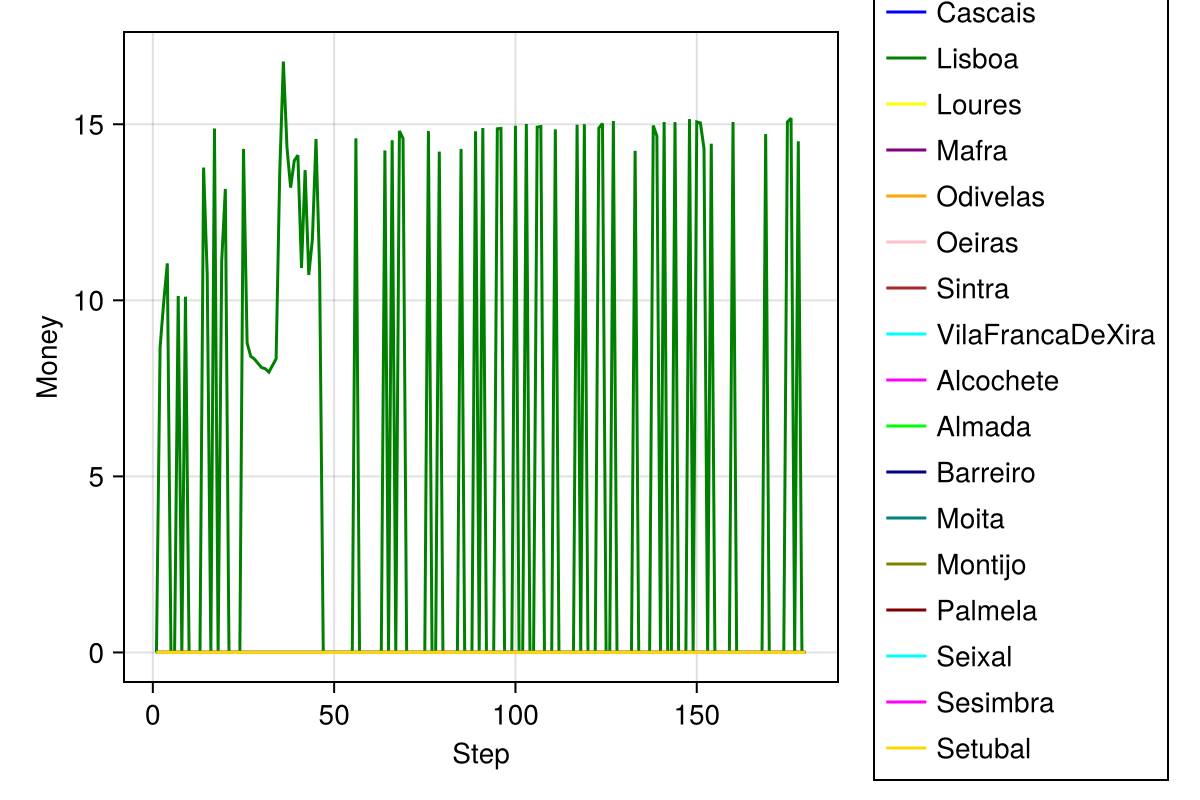 15
10
5
0
Money
0
50
100
150
Step
Cascais
Lisboa
Loures
Mafra
Odivelas
Oeiras
Sintra
VilaFrancaDeXira
Alcochete
Almada
Barreiro
Moita
Montijo
Palmela
Seixal
Sesimbra
Setubal